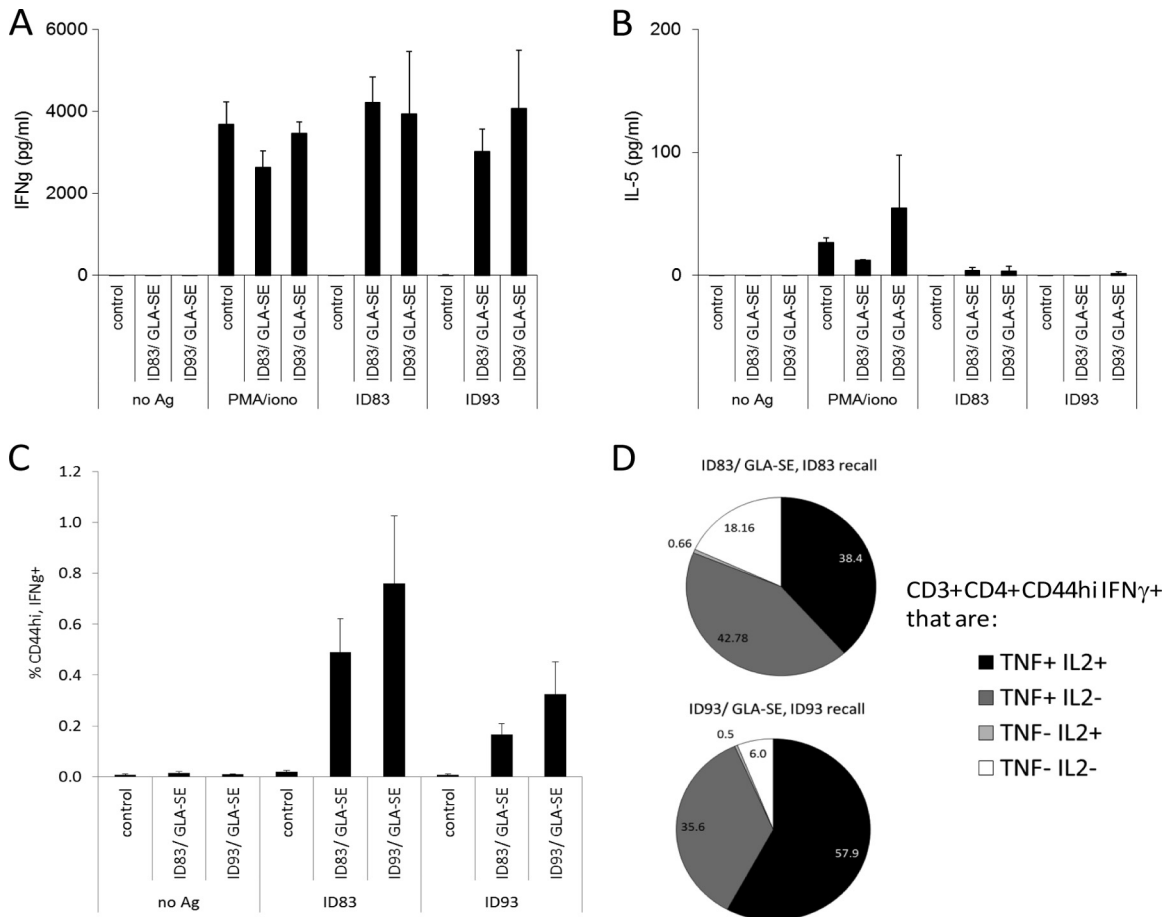 A
IFNg (pg/ml)
6000
4000
2000
0
control
ID83/ GLA-SE
ID93/ GLA-SE
control
ID83/ GLA-SE
ID93/ GLA-SE
control
ID83/ GLA-SE
ID93/ GLA-SE
control
ID83/ GLA-SE
ID93/ GLA-SE
no Ag PMA/iono ID83 ID93
B
IL-5 (pg/ml)
200
100
0
control
ID83/ GLA-SE
ID93/ GLA-SE
control
ID83/ GLA-SE
ID93/ GLA-SE
control
ID83/ GLA-SE
ID93/ GLA-SE
control
ID83/ GLA-SE
ID93/ GLA-SE
no Ag PMA/iono ID83 ID93
C
% CD44hi, IFNg+
1.2
1.0
0.8
0.6
0.4
0.2
0.0
control
ID83/ GLA-SE
ID93/ GLA-SE
control
ID83/ GLA-SE
ID93/ GLA-SE
control
ID83/ GLA-SE
ID93/ GLA-SE
no Ag ID83 ID93
D
ID83/ GLA-SE, ID83 recall
18.16
0.66
38.4
42.78
ID93/ GLA-SE, ID93 recall
0.5
6.0
35.6
57.9
CD3+CD4+CD44hi IFNγ+
that are:
TNF+ IL2+
TNF+ IL2-
TNF- IL2+
TNF- IL2-